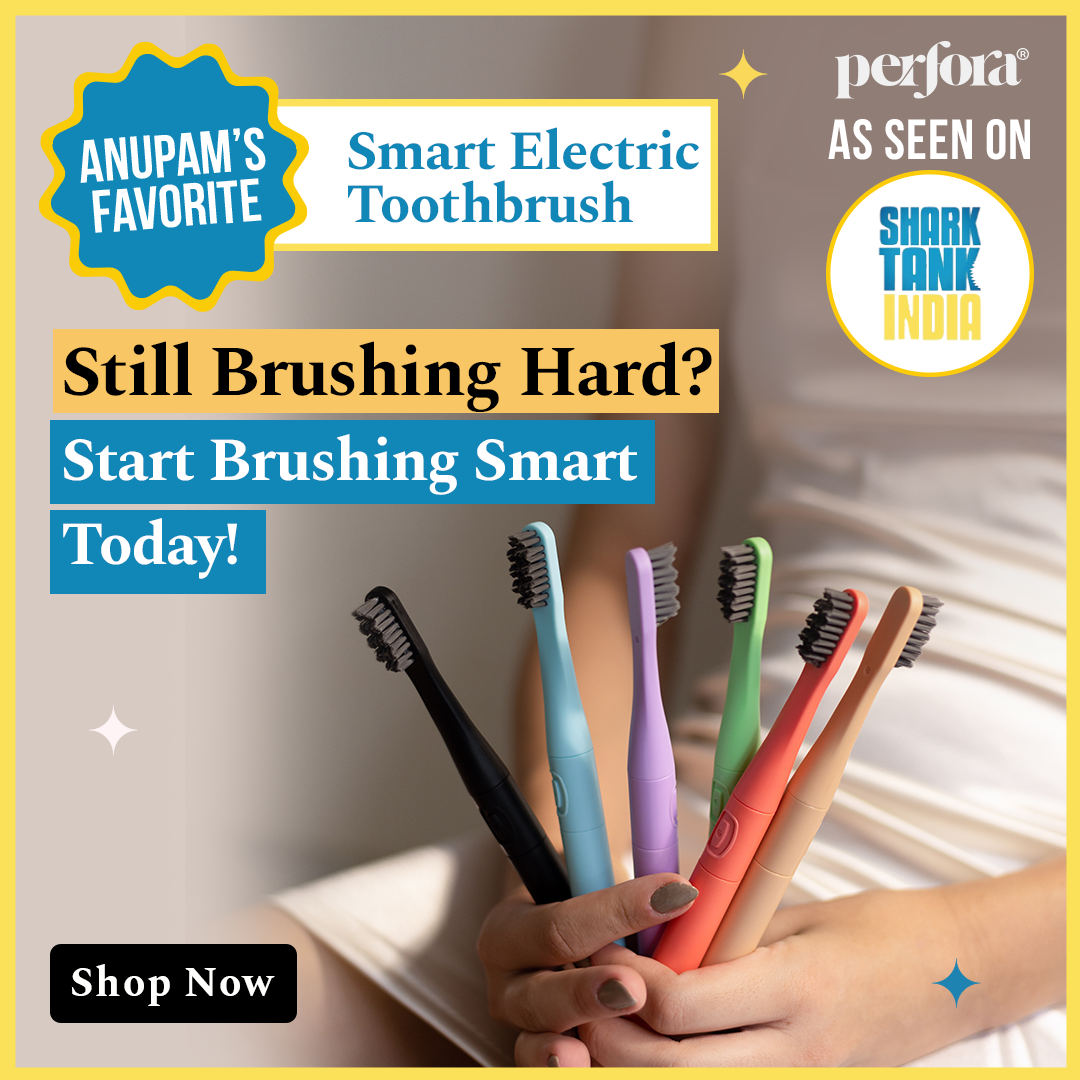 ANUPAM'S
FAVORITE
Smart Electric
Toothbrush
perfora®
AS SEEN ON
SHARK
TANK
INDIA
Still Brushing Hard?
Start Brushing Smart
Today!
Shop Now